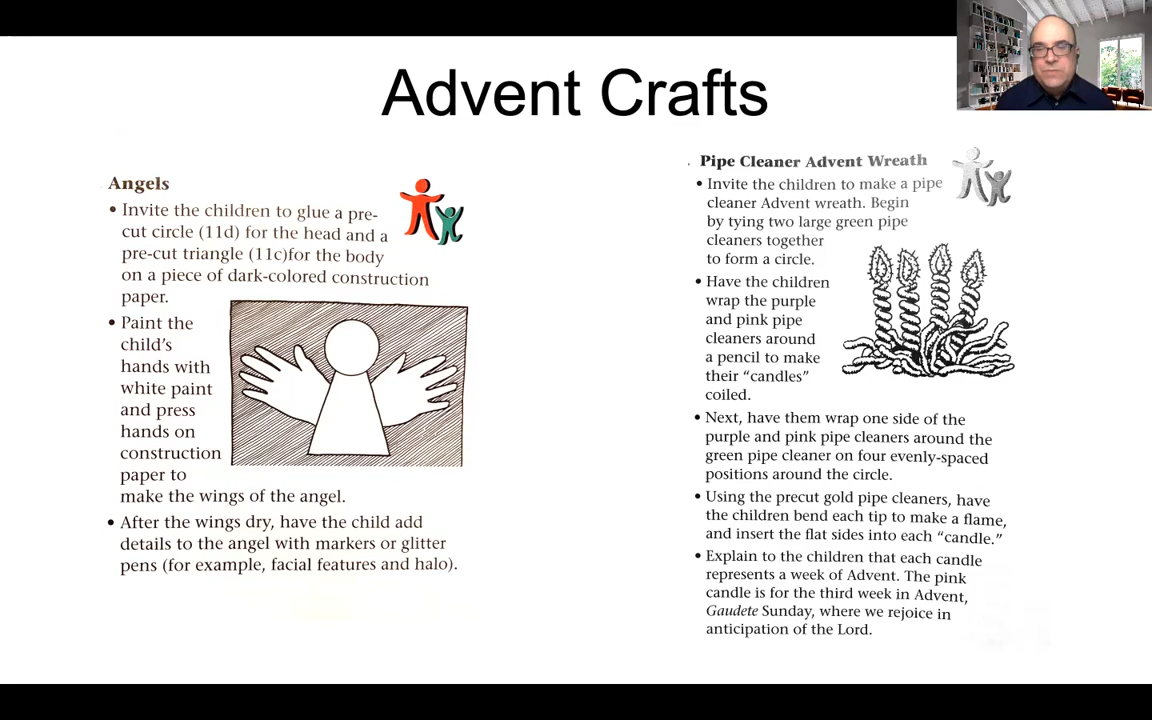 Advent Crafts
Angels
• Invite the children to glue a pre-
cut circle (11d) for the head and a
pre-cut triangle (11c)for the body
on a piece of dark-colored construction
paper.
• Paint the
child's
hands with
white paint
and press
hands on
construction
paper to
make the wings of the angel.
• After the wings dry, have the child add
details to the angel with markers or glitter
pens (for example, facial features and halo).
Pipe Cleaner Advent Wreath
• Invite the children to make a pipe
cleaner Advent wreath. Begin
by tying two large green pipe
cleaners together
to form a circle.
• Have the children
wrap the purple
and pink pipe
cleaners around
a pencil to make
their “candles”
coiled.
• Next, have them wrap one side of the
purple and pink pipe cleaners around the
green pipe cleaner on four evenly-spaced
positions around the circle.
• Using the precut gold pipe cleaners, have
the children bend each tip to make a flame,
and insert the flat sides into each “candle.”
• Explain to the children that each candle
represents a week of Advent. The pink
candle is for the third week in Advent,
Gaudete Sunday, where we rejoice in
anticipation of the Lord.